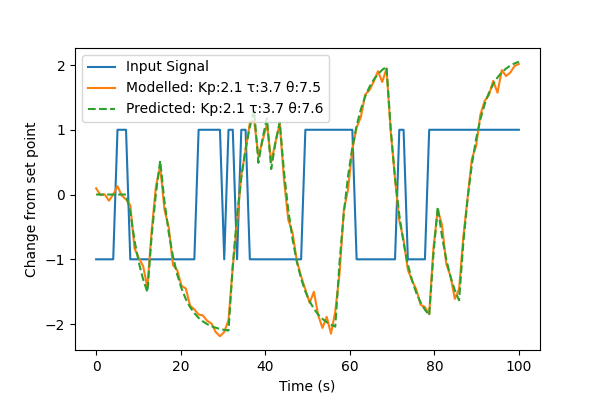 Input Signal
Modelled: Kp:2.1 τ:3.7 θ:7.5
Predicted: Kp:2.1 τ:3.7 θ:7.6
Change from set point
2
1
0
−1
−2
0 20 40 60 80 100
Time (s)